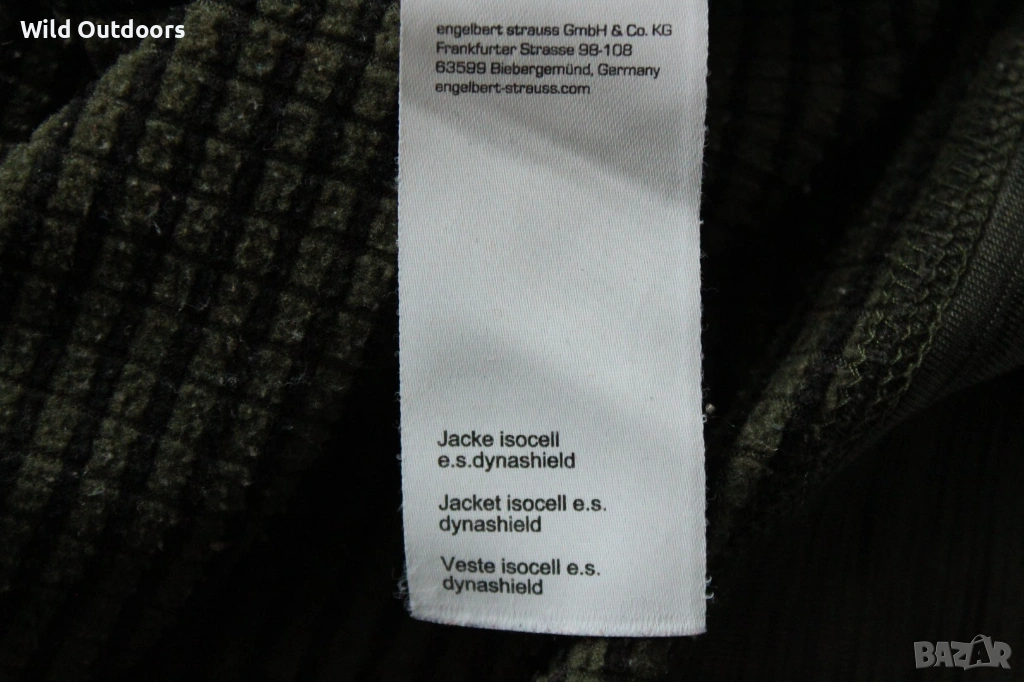 Wild Outdoors
engelbert strauss GmbH & Co. KG
Frankfurter Strasse 98-108
63599 Biebergemünd, Germany
engelbert-strauss.com
Jacke isocell
e.s.dynashield
Jacket isocell e.s.
dynashield
Veste isocell e.s.
dynashield
BAZAR